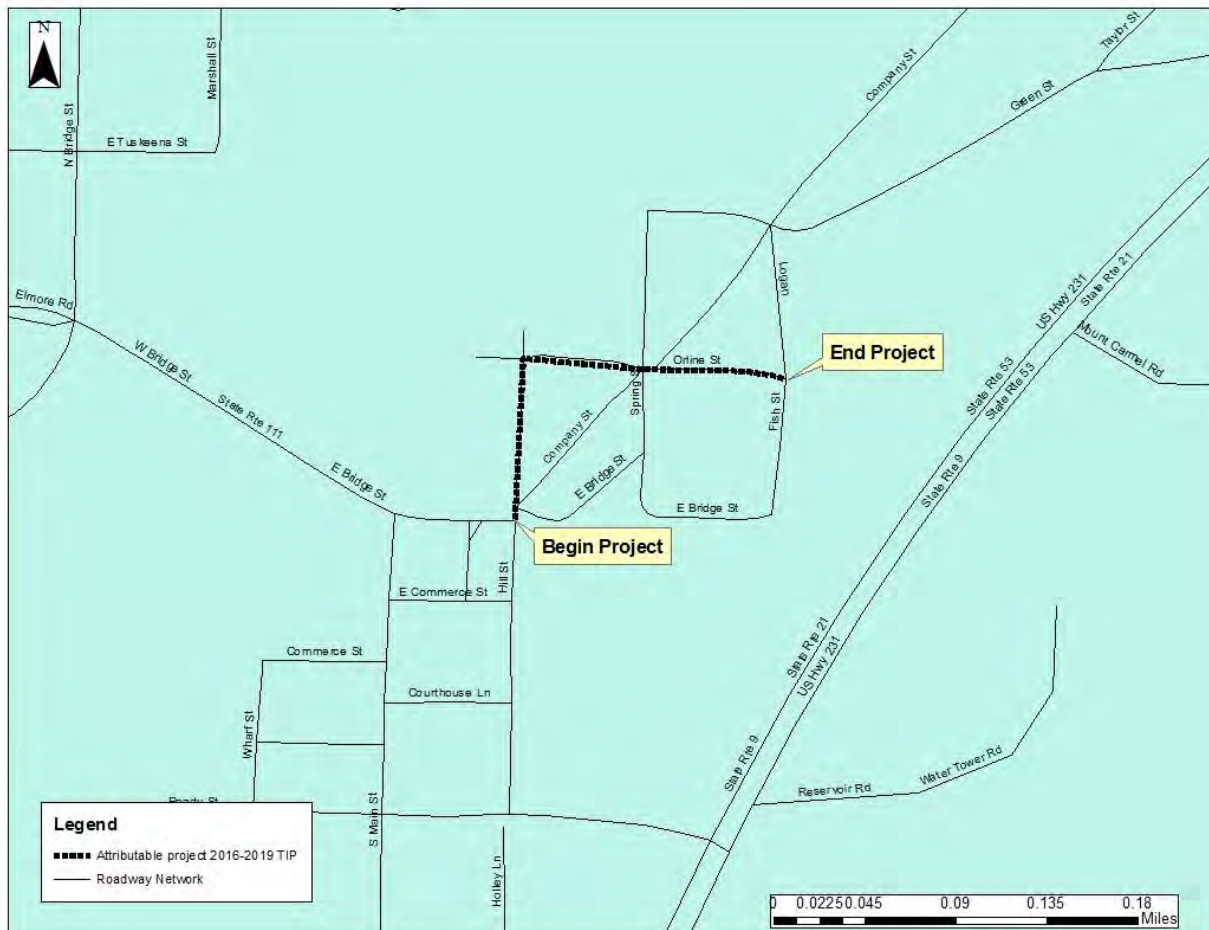 N
N Bridge St
Marshall St
E Tuskeena St
Company St
Taylor St
Green St
Elmore Rd
W Bridge St
State Rte 111
E Bridge St
Logan
US Hwy 231
State Rte 21
Mount Carmel Rd
State Rte 53
State Rte 53
State Rte 9
Orline St
End Project
Spring
Fish St
Company St
E Bridge St
E Bridge St
Begin Project
Hill St
E Commerce St
Commerce St
Courthouse Ln
Wharf St
S Main St
Holley Ln
State Rte 21
US Hwy 231
State Rte 9
Reservoir Rd
Water Tower Rd
Legend
Attributable project 2016-2019 TIP
Roadway Network
0 0.0225 0.045 0.09 0.135 0.18
Miles